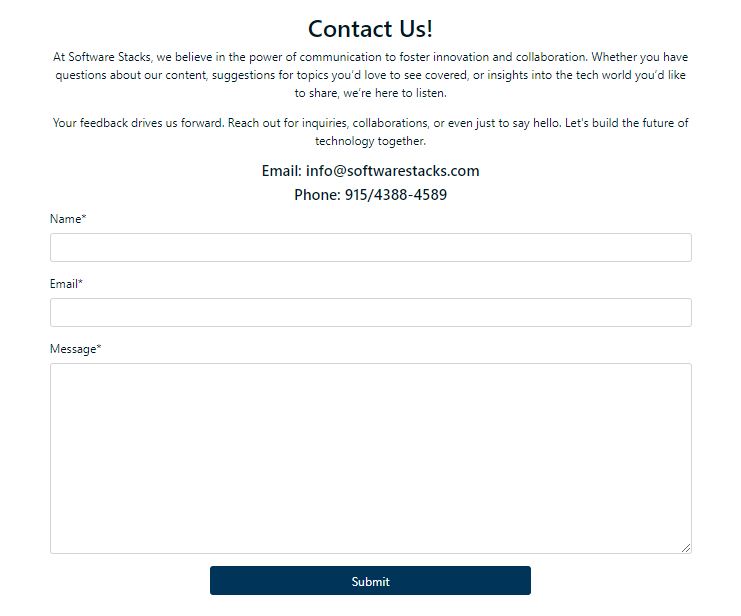 Contact Us!
At Software Stacks, we believe in the power of communication to foster innovation and collaboration. Whether you have
questions about our content, suggestions for topics you'd love to see covered, or insights into the tech world you'd like
to share, we're here to listen.
Your feedback drives us forward. Reach out for inquiries, collaborations, or even just to say hello. Let's build the future of
technology together.
Email: info@softwarestacks.com
Phone: 915/4388-4589
Name*
Email*
Message*
Submit